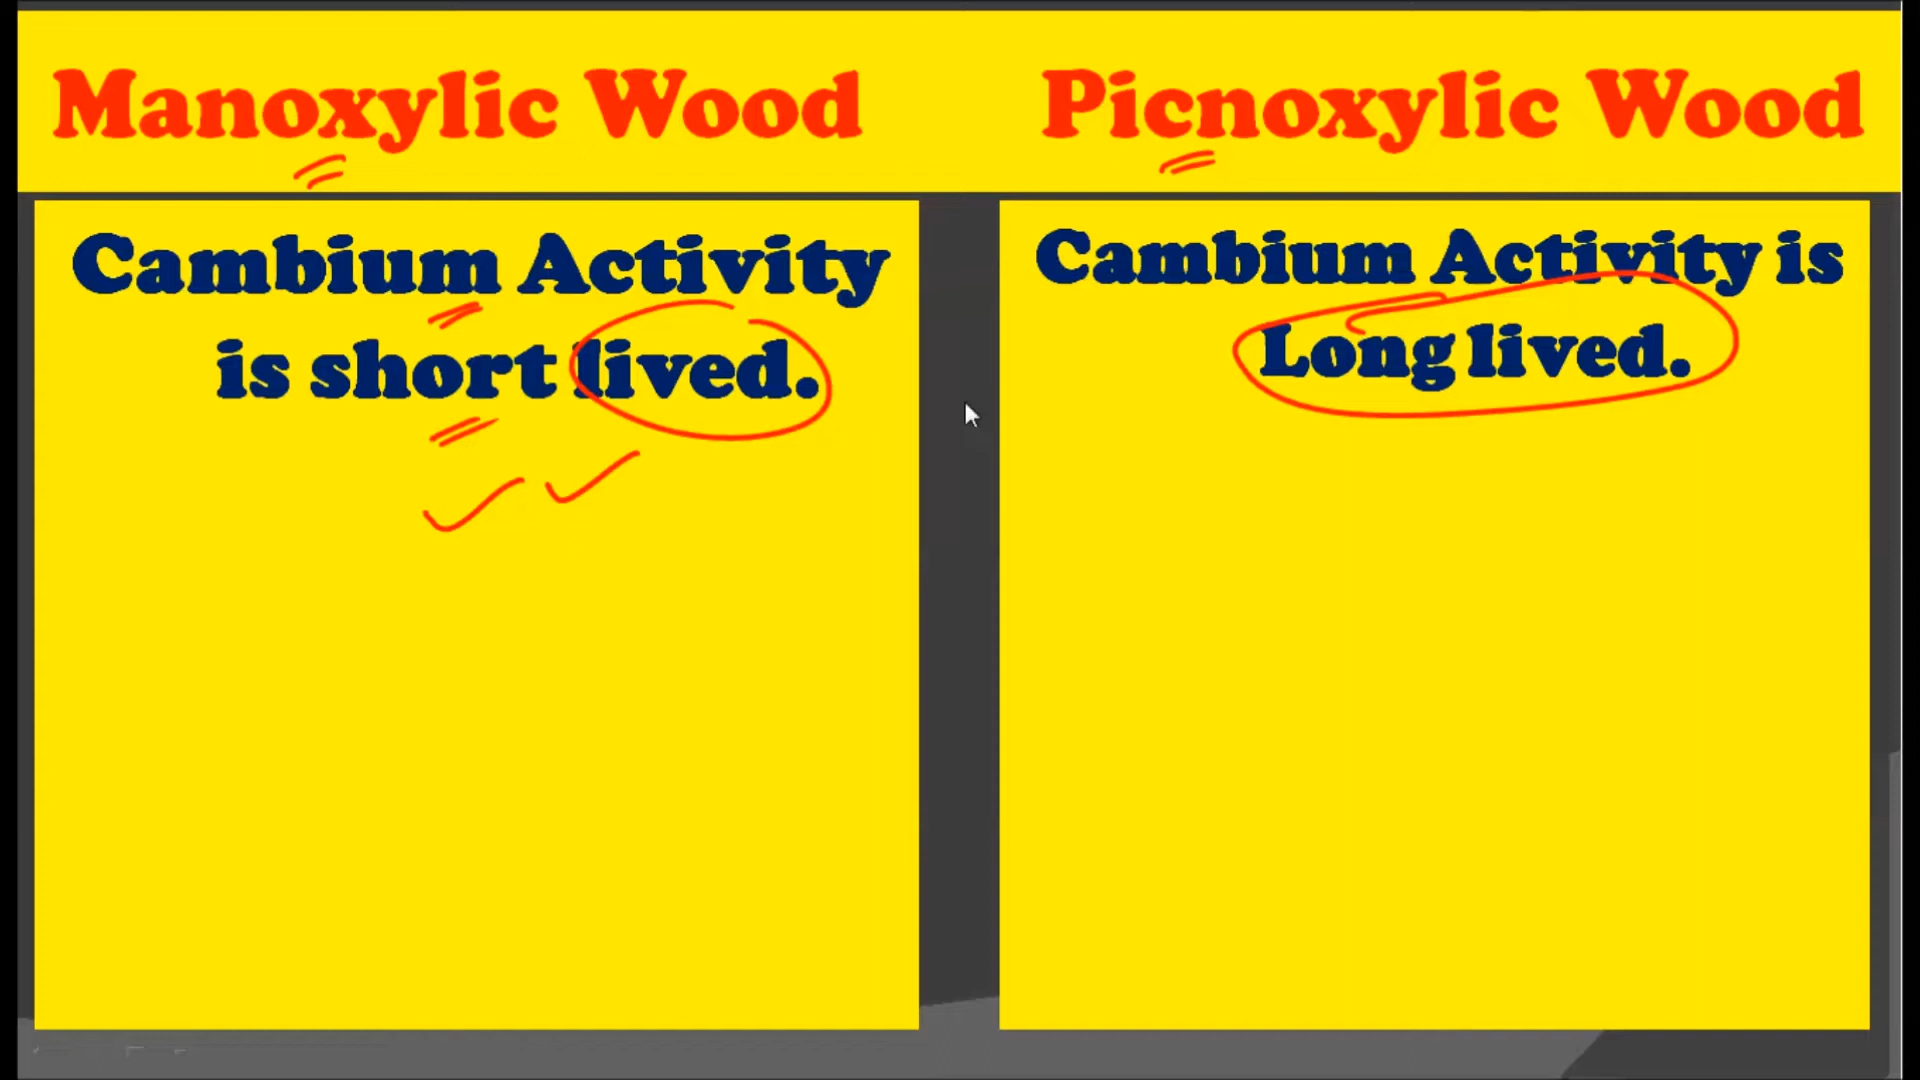 Manoxylic Wood
Picnoxylic Wood
Cambium Activity
is short lived.
Cambium Activity is
Long lived.